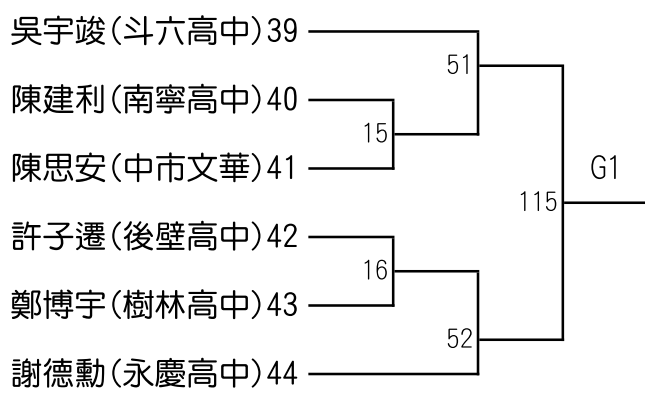 吳宇竣(斗六高中)39
51
陳建利(南寧高中)40
15
陳思安(中市文華)41
G1
115
許子遷(後壁高中)42
16
鄭博宇(樹林高中)43
52
謝德勳(永慶高中)44